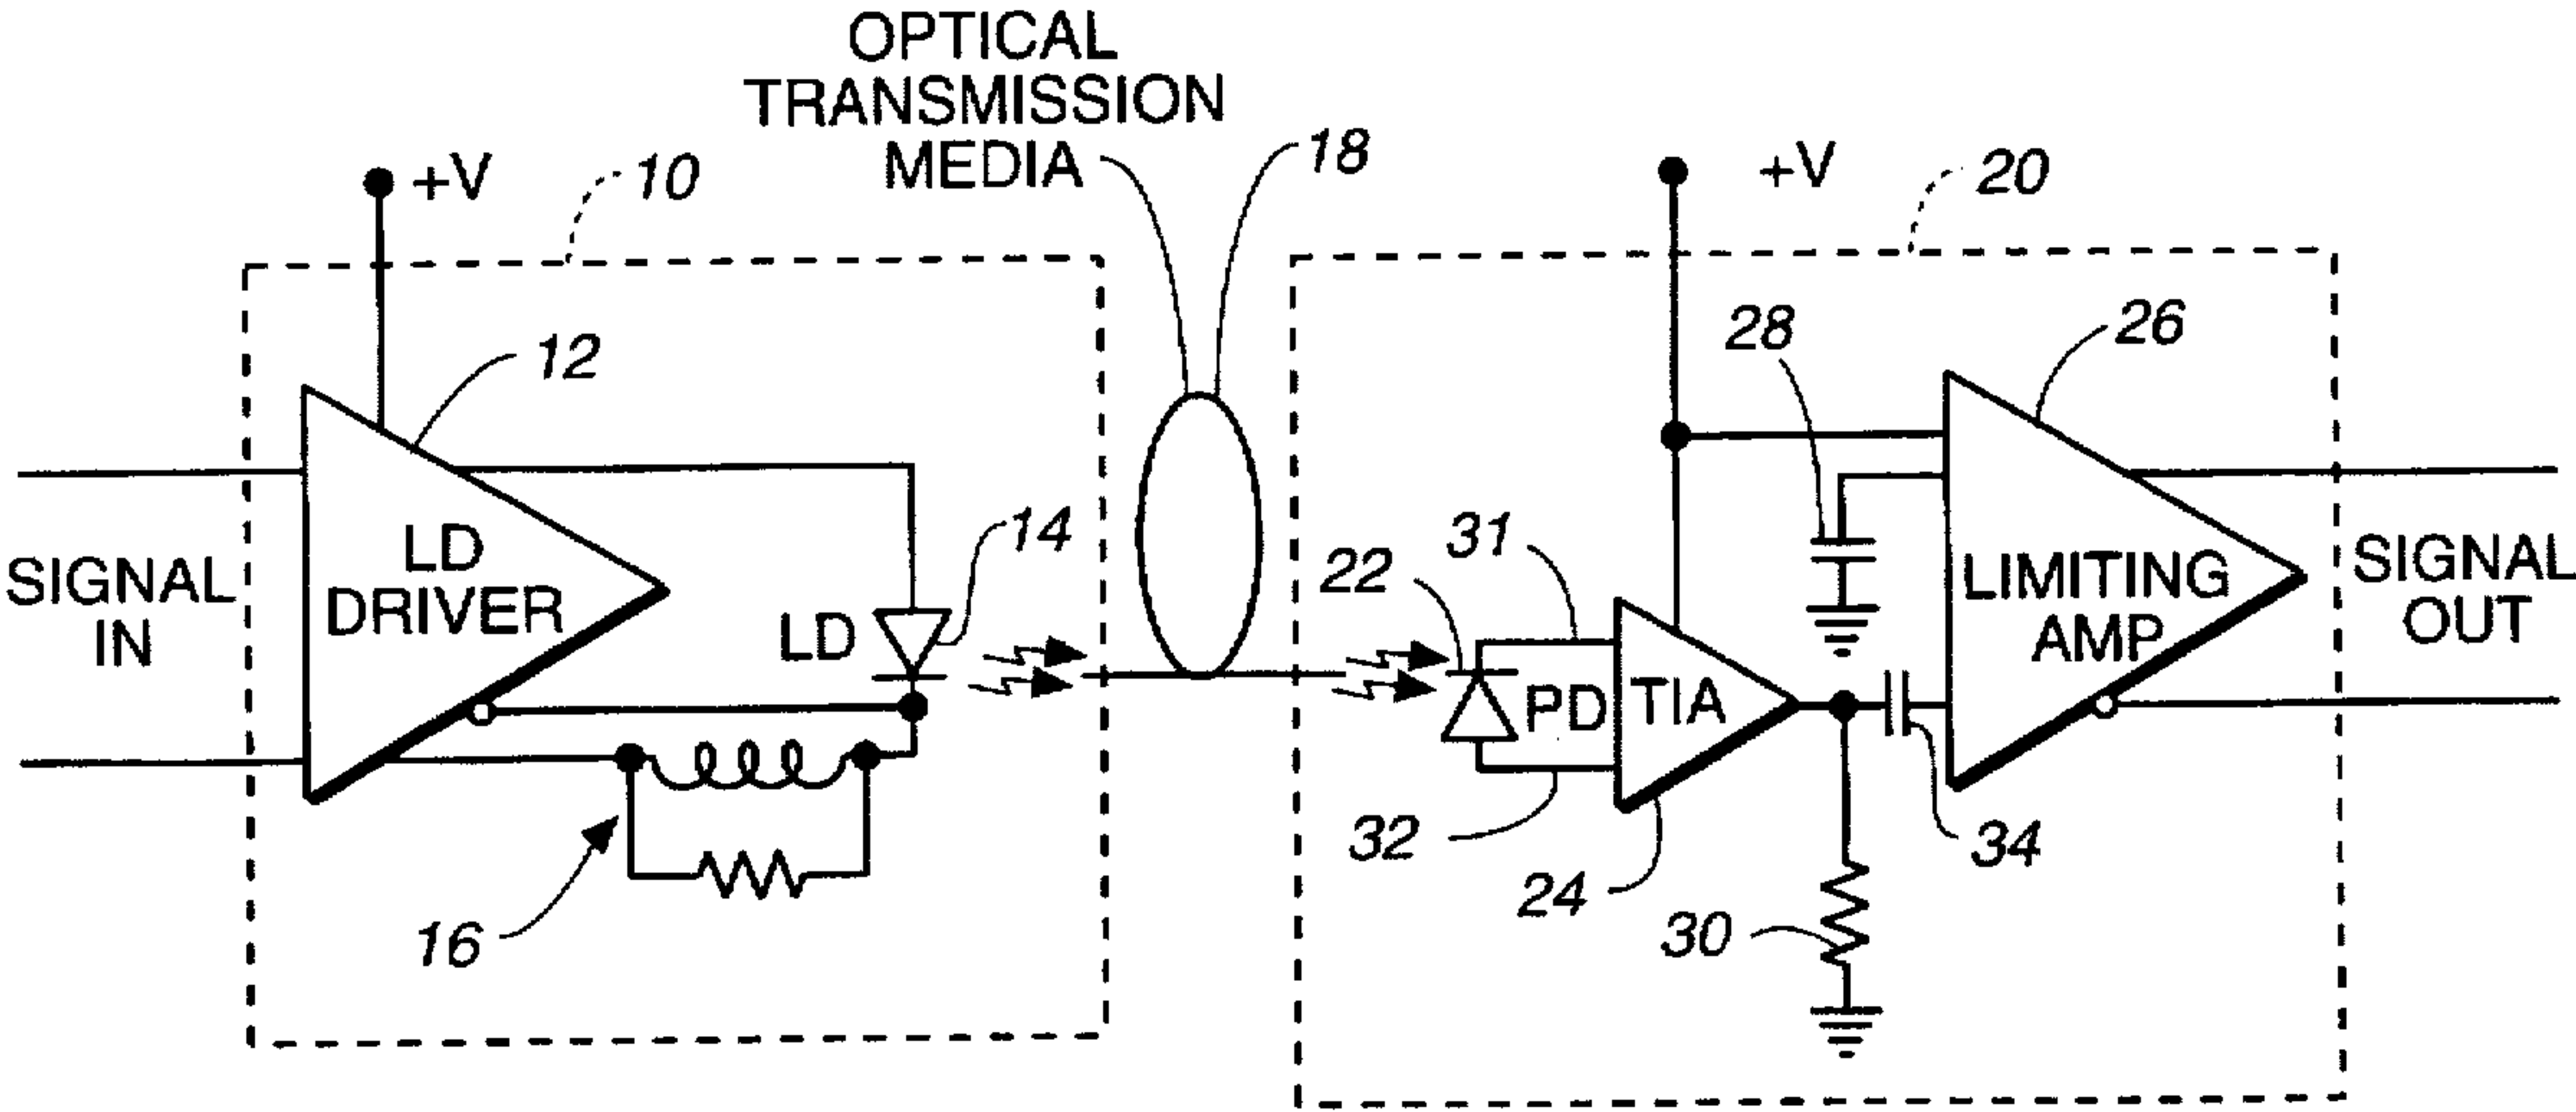 OPTICAL
TRANSMISSION
MEDIA
18
+V
10
+V
20
12
28
26
14
31
22
SIGNAL
IN
LD
DRIVER
LD
PD
TIA
LIMITING
AMP
SIGNAL
OUT
16
32
24
30
34